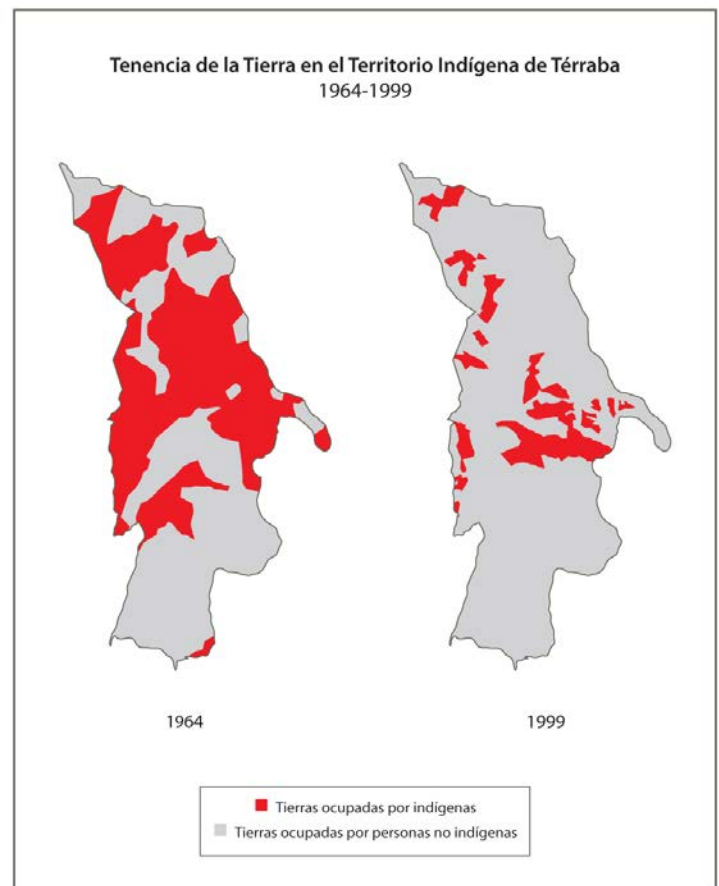 Tenencia de la Tierra en el Territorio Indígena de Térraba
1964-1999
1964
1999
Tierras ocupadas por indígenas
Tierras ocupadas por personas no indígenas